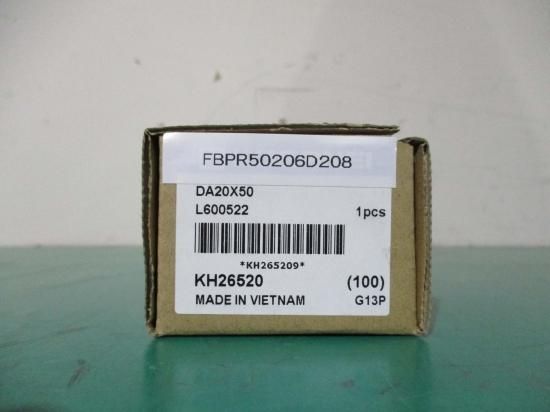 FBPR50206D208
DA20X50
L600522 1pcs
*KH265209*
KH26520 (100)
MADE IN VIETNAM G13P